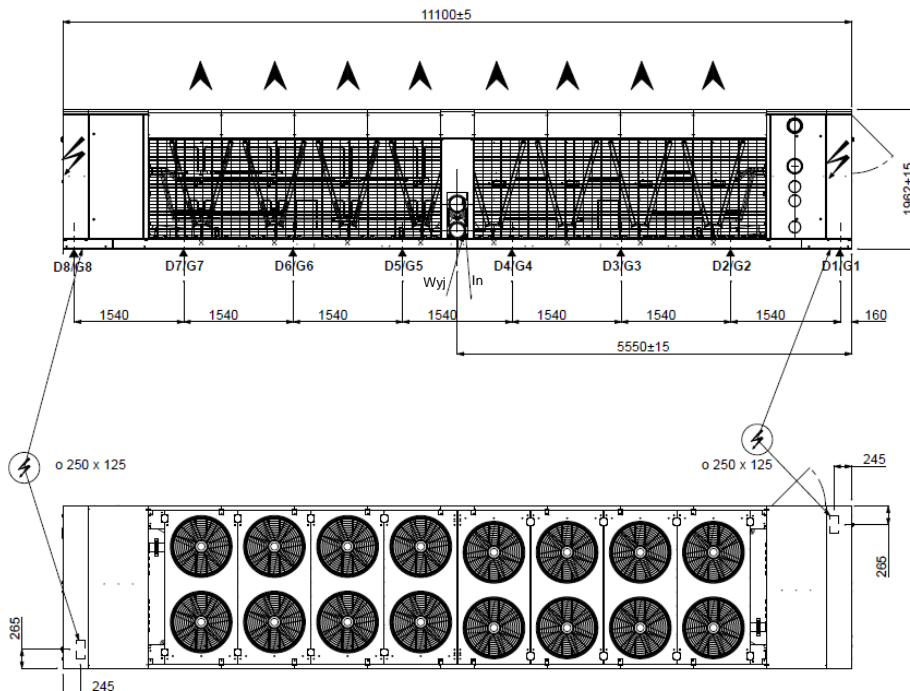 11100±5
1962±15
D8/G8 D7/G7 D6/G6 D5/G5 D4/G4 D3/G3 D2/G2 D1/G1
Wyj In
1540 1540 1540 1540 1540 1540 1540 160
5550±15
o 250 x 125 o 250 x 125 245
265
265
245